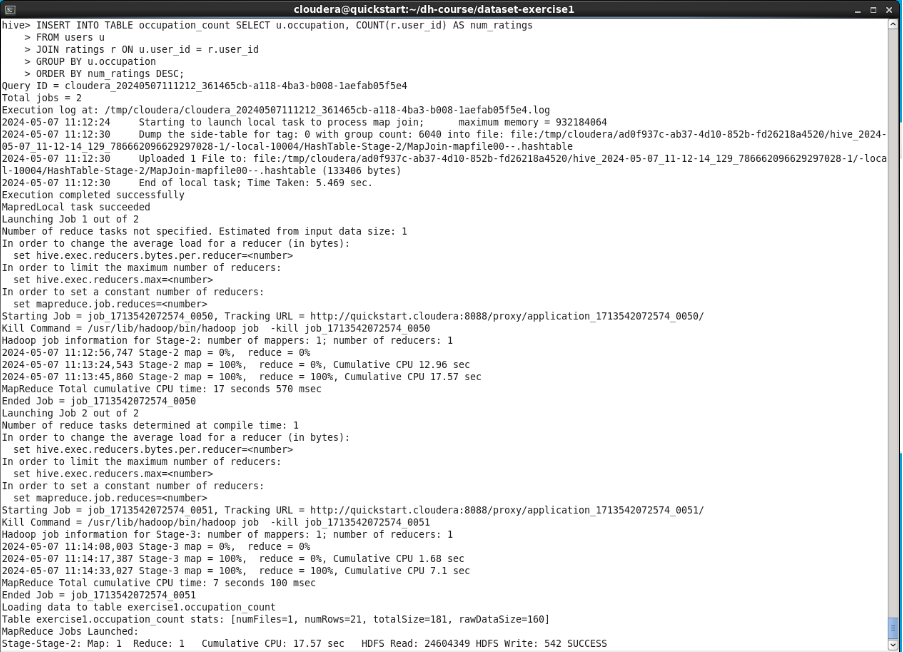 cloudera@quickstart:~/dh-course/dataset-exercise1
hive> INSERT INTO TABLE occupation_count SELECT u.occupation, COUNT(r.user_id) AS num_ratings
    > FROM users u
    > JOIN ratings r ON u.user_id = r.user_id
    > GROUP BY u.occupation
    > ORDER BY num_ratings DESC;
Query ID = cloudera_20240507111212_361465cb-a118-4ba3-b008-1aefab05f5e4
Total jobs = 2
Execution log at: /tmp/cloudera/cloudera_20240507111212_361465cb-a118-4ba3-b008-1aefab05f5e4.log
2024-05-07 11:12:24     Starting to launch local task to process map join;      maximum memory = 932184064
2024-05-07 11:12:30     Dump the side-table for tag: 0 with group count: 6040 into file: file:/tmp/cloudera/ad0f937c-ab37-4d10-852b-fd26218a4520/hive_2024-
05-07_11-12-14_129_786662096629297028-1/-local-10004/HashTable-Stage-2/MapJoin-mapfile00--.hashtable
2024-05-07 11:12:30     Uploaded 1 File to: file:/tmp/cloudera/ad0f937c-ab37-4d10-852b-fd26218a4520/hive_2024-05-07_11-12-14_129_786662096629297028-1/-loca
l-10004/HashTable-Stage-2/MapJoin-mapfile00--.hashtable (133406 bytes)
2024-05-07 11:12:30     End of local task; Time Taken: 5.469 sec.
Execution completed successfully
MapredLocal task succeeded
Launching Job 1 out of 2
Number of reduce tasks not specified. Estimated from input data size: 1
In order to change the average load for a reducer (in bytes):
  set hive.exec.reducers.bytes.per.reducer=<number>
In order to limit the maximum number of reducers:
  set hive.exec.reducers.max=<number>
In order to set a constant number of reducers:
  set mapreduce.job.reduces=<number>
Starting Job = job_1713542072574_0050, Tracking URL = http://quickstart.cloudera:8088/proxy/application_1713542072574_0050/
Kill Command = /usr/lib/hadoop/bin/hadoop job  -kill job_1713542072574_0050
Hadoop job information for Stage-2: number of mappers: 1; number of reducers: 1
2024-05-07 11:12:56,747 Stage-2 map = 0%,  reduce = 0%
2024-05-07 11:13:24,543 Stage-2 map = 100%,  reduce = 0%, Cumulative CPU 12.96 sec
2024-05-07 11:13:45,860 Stage-2 map = 100%,  reduce = 100%, Cumulative CPU 17.57 sec
MapReduce Total cumulative CPU time: 17 seconds 570 msec
Ended Job = job_1713542072574_0050
Launching Job 2 out of 2
Number of reduce tasks determined at compile time: 1
In order to change the average load for a reducer (in bytes):
  set hive.exec.reducers.bytes.per.reducer=<number>
In order to limit the maximum number of reducers:
  set hive.exec.reducers.max=<number>
In order to set a constant number of reducers:
  set mapreduce.job.reduces=<number>
Starting Job = job_1713542072574_0051, Tracking URL = http://quickstart.cloudera:8088/proxy/application_1713542072574_0051/
Kill Command = /usr/lib/hadoop/bin/hadoop job  -kill job_1713542072574_0051
Hadoop job information for Stage-3: number of mappers: 1; number of reducers: 1
2024-05-07 11:14:08,003 Stage-3 map = 0%,  reduce = 0%
2024-05-07 11:14:17,387 Stage-3 map = 100%,  reduce = 0%, Cumulative CPU 1.68 sec
2024-05-07 11:14:33,027 Stage-3 map = 100%,  reduce = 100%, Cumulative CPU 7.1 sec
MapReduce Total cumulative CPU time: 7 seconds 100 msec
Ended Job = job_1713542072574_0051
Loading data to table exercise1.occupation_count
Table exercise1.occupation_count stats: [numFiles=1, numRows=21, totalSize=181, rawDataSize=160]
MapReduce Jobs Launched:
Stage-Stage-2: Map: 1  Reduce: 1   Cumulative CPU: 17.57 sec   HDFS Read: 24604349 HDFS Write: 542 SUCCESS